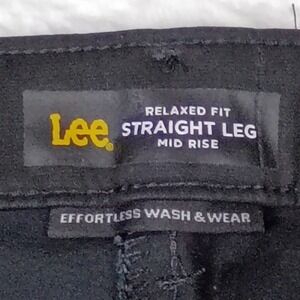 Lee.
RELAXED FIT
STRAIGHT LEG
MID RISE
EFFORTLESS WASH & WEAR